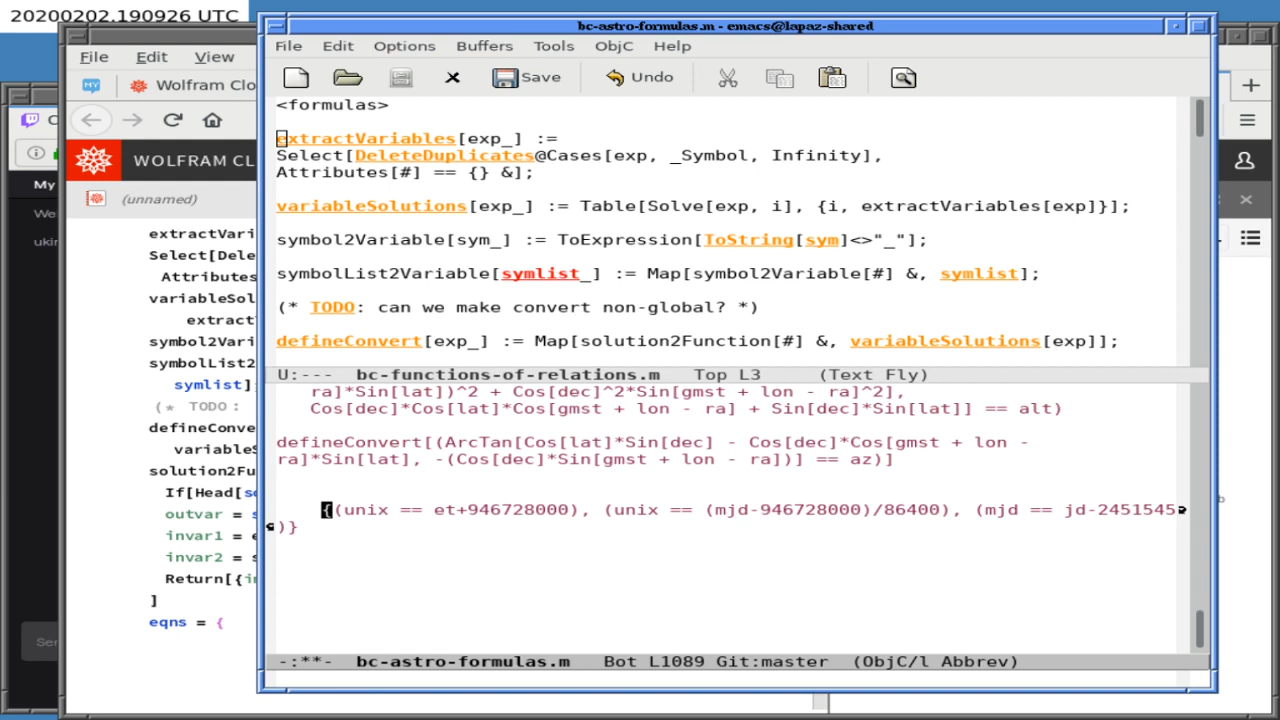 20200202.190926 UTC
bc-astro-formulas.m - emacs@lapaz-shared
File Edit View
File Edit Options Buffers Tools ObjC Help
MY Wolfram Clo
Save Undo
WOLFRAM CL
(unnamed)
My
We
ukin
Sen
extractVari
Select[Dele
Attributes
variableSol
extract
symbol2Vari
symbolList2
symlist];
(* TODO:
defineConve
variableS
solution2Fu
If[Head[so
outvar = s
invar1 = e
invar2 = s
Return[{in
]
eqns = {
<formulas>
extractVariables[exp_] :=
Select[DeleteDuplicates@Cases[exp, _Symbol, Infinity],
Attributes[#] == {} &];
variableSolutions[exp_] := Table[Solve[exp, i], {i, extractVariables[exp]}];
symbol2Variable[sym_] := ToExpression[ToString[sym]<>"_"];
symbolList2Variable[symlist_] := Map[symbol2Variable[#] &, symlist];
(* TODO: can we make convert non-global? *)
defineConvert[exp_] := Map[solution2Function[#] &, variableSolutions[exp]];
U:--- bc-functions-of-relations.m Top L3 (Text Fly)
ra]*Sin[lat])^2 + Cos[dec]^2*Sin[gmst + lon - ra]^2],
Cos[dec]*Cos[lat]*Cos[gmst + lon - ra] + Sin[dec]*Sin[lat]] == alt)
defineConvert[(ArcTan[Cos[lat]*Sin[dec] - Cos[dec]*Cos[gmst + lon -
ra]*Sin[lat], -(Cos[dec]*Sin[gmst + lon - ra])] == az)]
{(unix == et+946728000), (unix == (mjd-946728000)/86400), (mjd == jd-2451545
)}
-:**- bc-astro-formulas.m Bot L1089 Git:master (ObjC/l Abbrev)